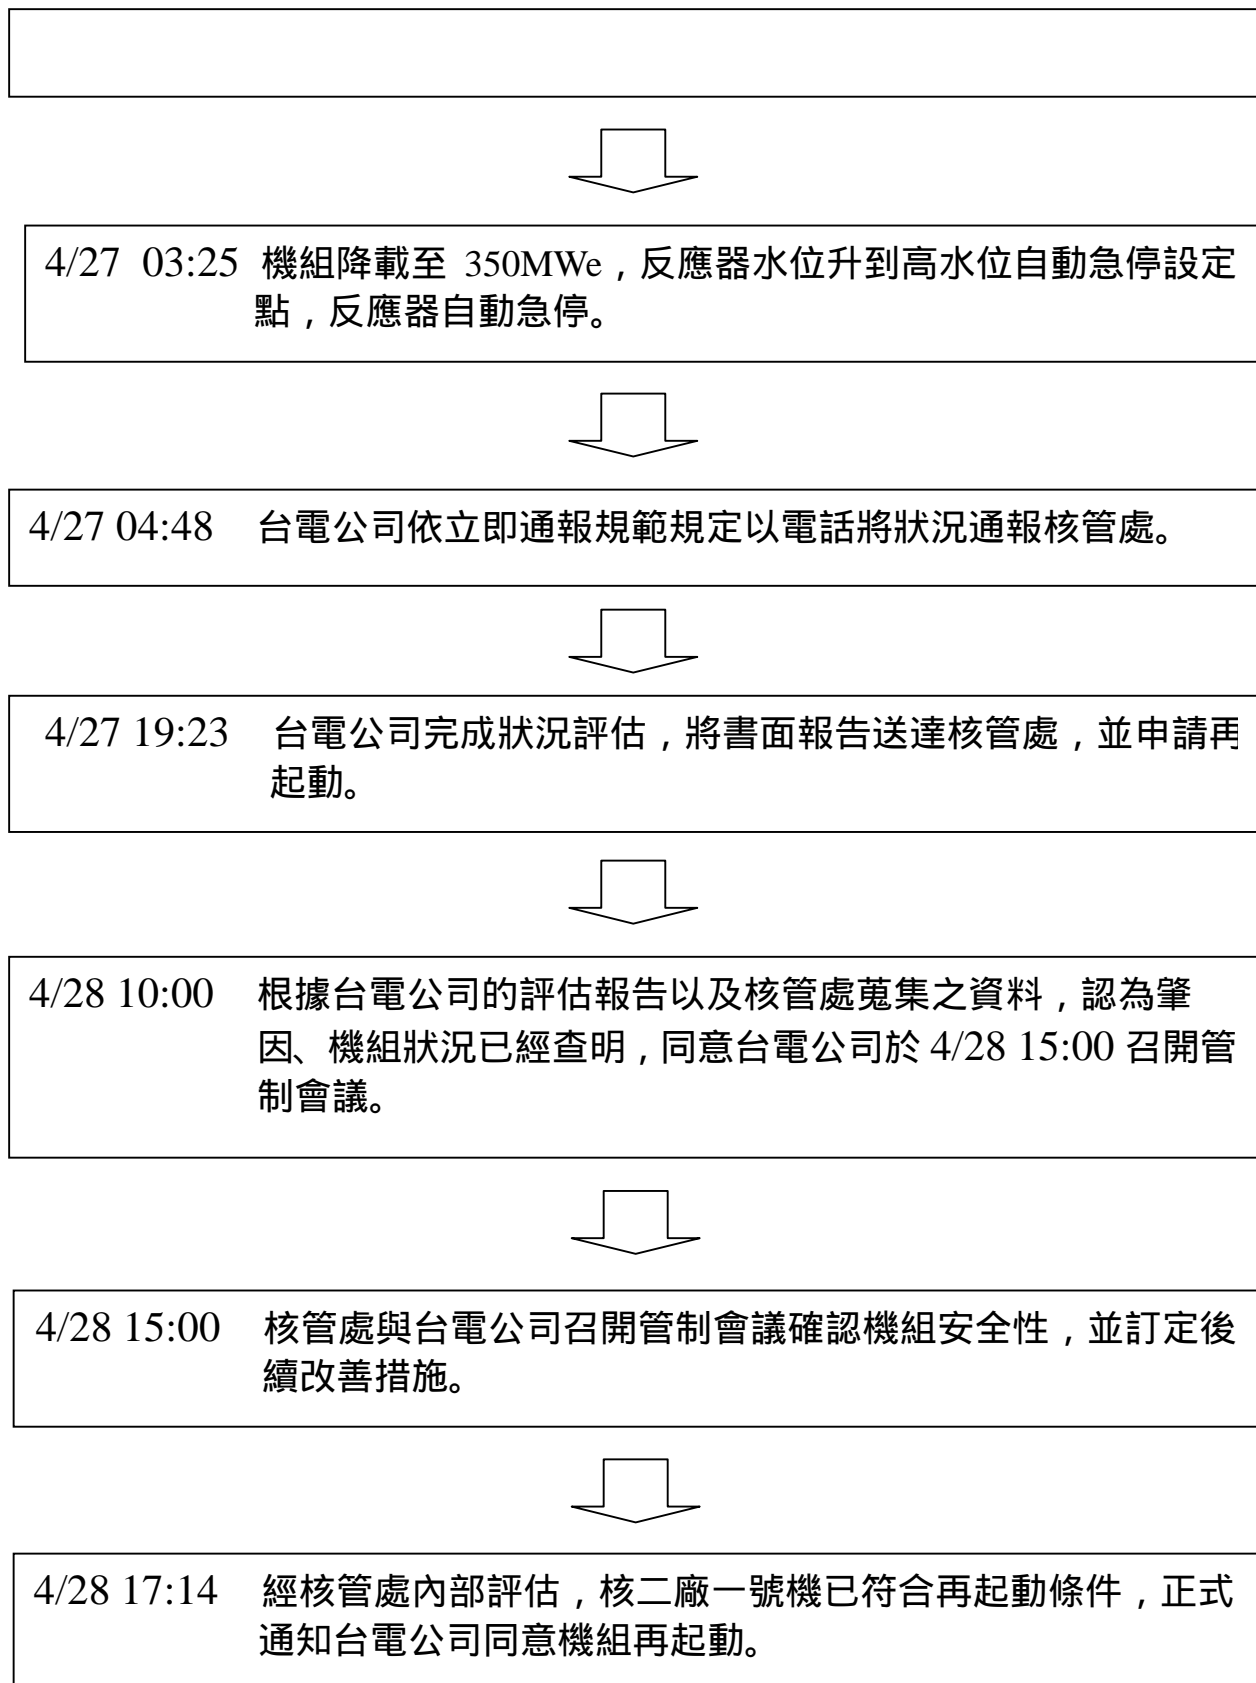 4/27 03:25 機組降載至 350MWe，反應器水位升到高水位自動急停設定
點，反應器自動急停。
4/27 04:48 台電公司依立即通報規範規定以電話將狀況通報核管處。
4/27 19:23 台電公司完成狀況評估，將書面報告送達核管處，並申請再
起動。
4/28 10:00 根據台電公司的評估報告以及核管處蒐集之資料，認為肇
因、機組狀況已經查明，同意台電公司於 4/28 15:00 召開管
制會議。
4/28 15:00 核管處與台電公司召開管制會議確認機組安全性，並訂定後
續改善措施。
4/28 17:14 經核管處內部評估，核二廠一號機已符合再起動條件，正式
通知台電公司同意機組再起動。